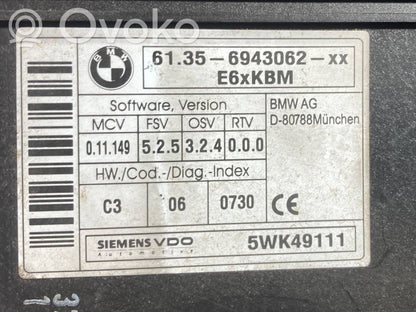 Ovoko
BMW
61.35 - 6943062 - xx
E6xKBM
Software, Version
MCV FSV OSV RTV
0.11.149 5.2.5 3.2.4 0.0.0
BMW AG
D-80788München
HW./Cod.-/Diag.-Index
C3 06 0730
CE
SIEMENS VDO
Automotive
5WK49111